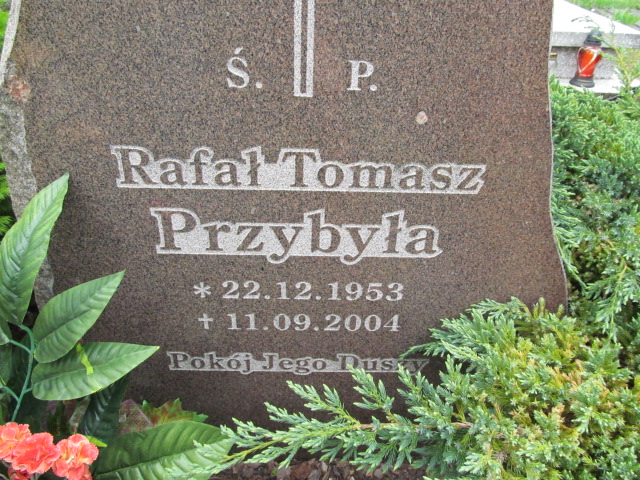 Ś. P.
Rafał Tomasz
Przybyła
* 22.12.1953
✝ 11.09.2004
Pokój Jego Duszy